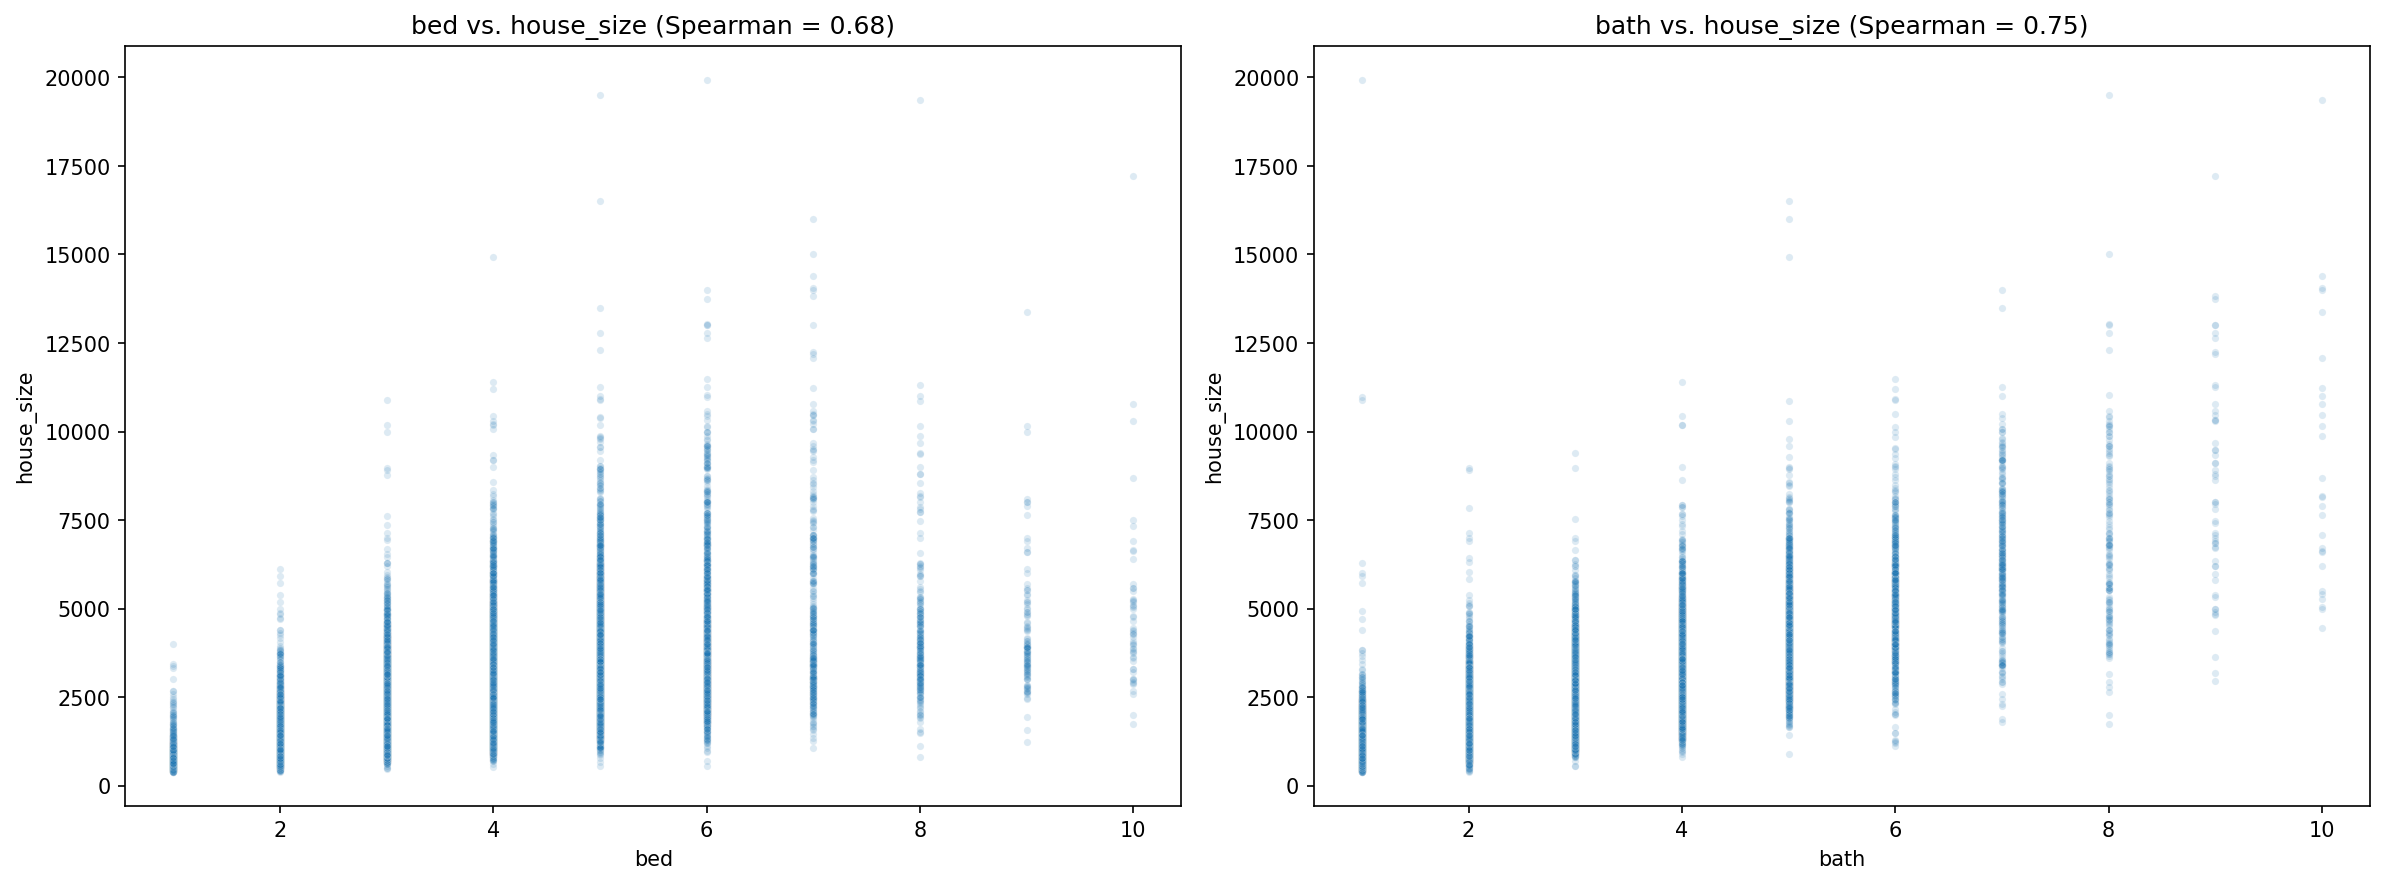 bed vs. house_size (Spearman = 0.68)
20000
17500
15000
12500
10000
7500
5000
2500
0
house_size
2 4 6 8 10
bed
bath vs. house_size (Spearman = 0.75)
20000
17500
15000
12500
10000
7500
5000
2500
0
house_size
2 4 6 8 10
bath